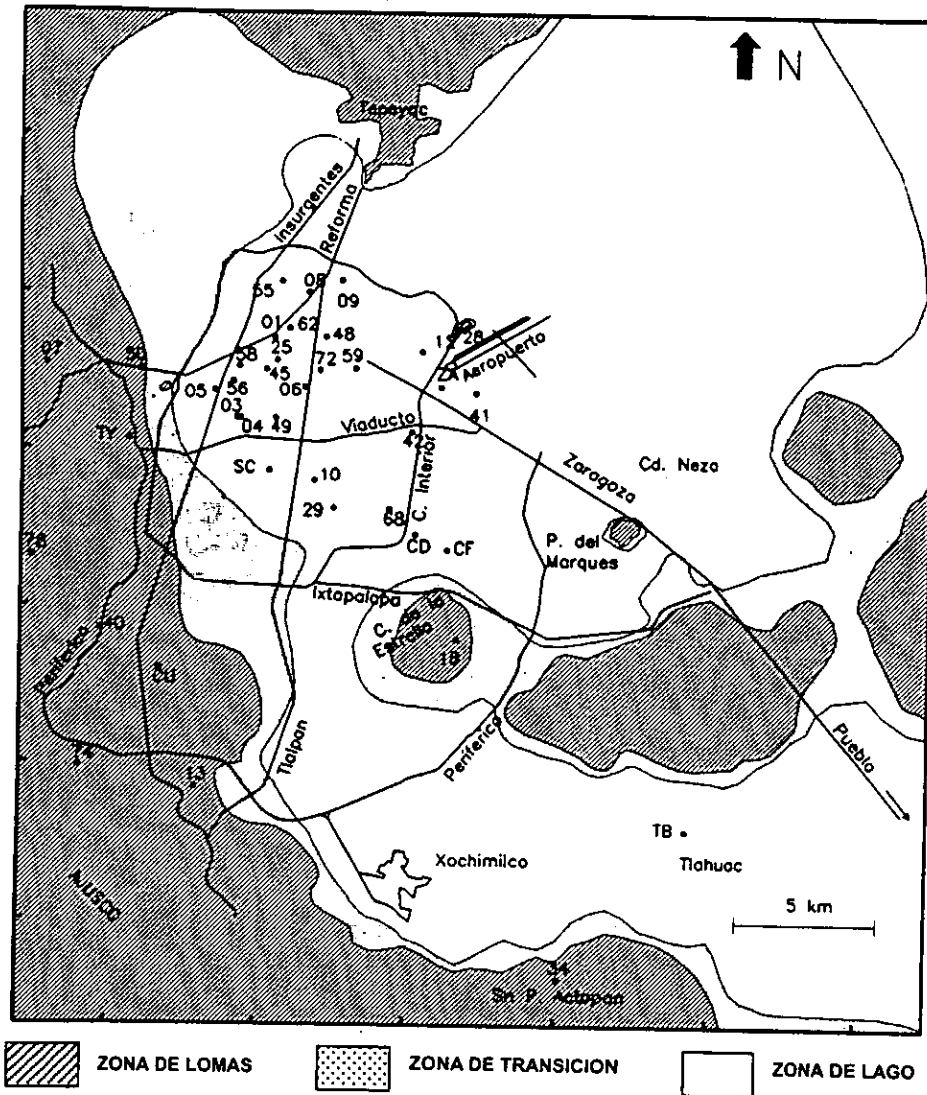 N
Tepeyac
Insurgentes
Reforma
55
08
09
01
62
48
19
28
58
25
72
59
Aeropuerto
45
05
56
06
03
04
49
Viaducto
41
42
TY
SC
10
C. Interior
Zaragoza
Cd. Neza
29
68
CD
CF
P. del
Marques
78
Ixtapalapa
40
C. de la
Estrella
18
Periferico
CU
Tlalpan
Periferico
Puebla
13
TB
Tlahuac
Xochimilco
AJUSCO
5 km
34
Sn P. Actopan
ZONA DE LOMAS
ZONA DE TRANSICION
ZONA DE LAGO